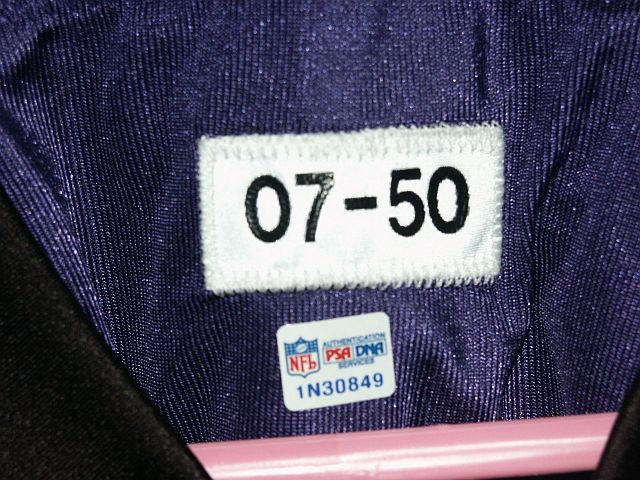 07-50
NFL
AUTHENTICATION
PSA DNA
SERVICES
1N30849